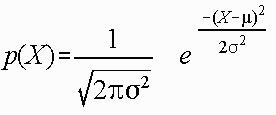 p(X) = 1/√(2πσ²) e^(−(X−μ)²/2σ²)